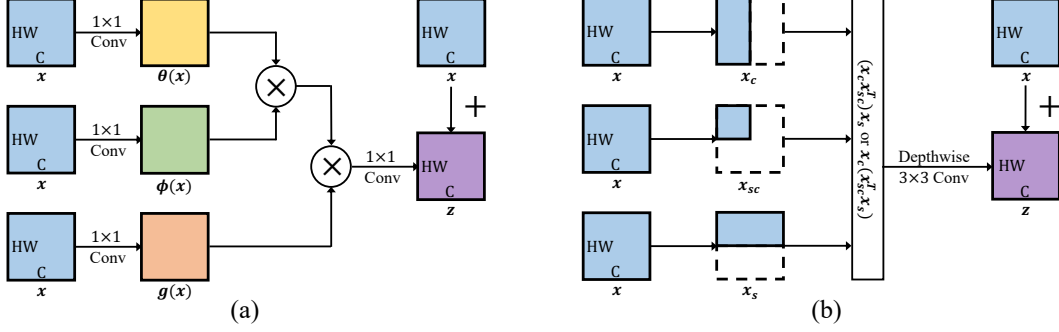 HW
C
x
1×1
Conv
θ(x)
HW
C
x
1×1
Conv
ϕ(x)
HW
C
x
1×1
Conv
g(x)
HW
C
x
+
1×1
Conv
HW
C
z
(a)
HW
C
x
x_c
HW
C
x
x_sc
HW
C
x
x_s
(x_c x_sc^T)x_s or x_c(x_sc^T x_s)
Depthwise
3×3 Conv
HW
C
x
+
HW
C
z
(b)